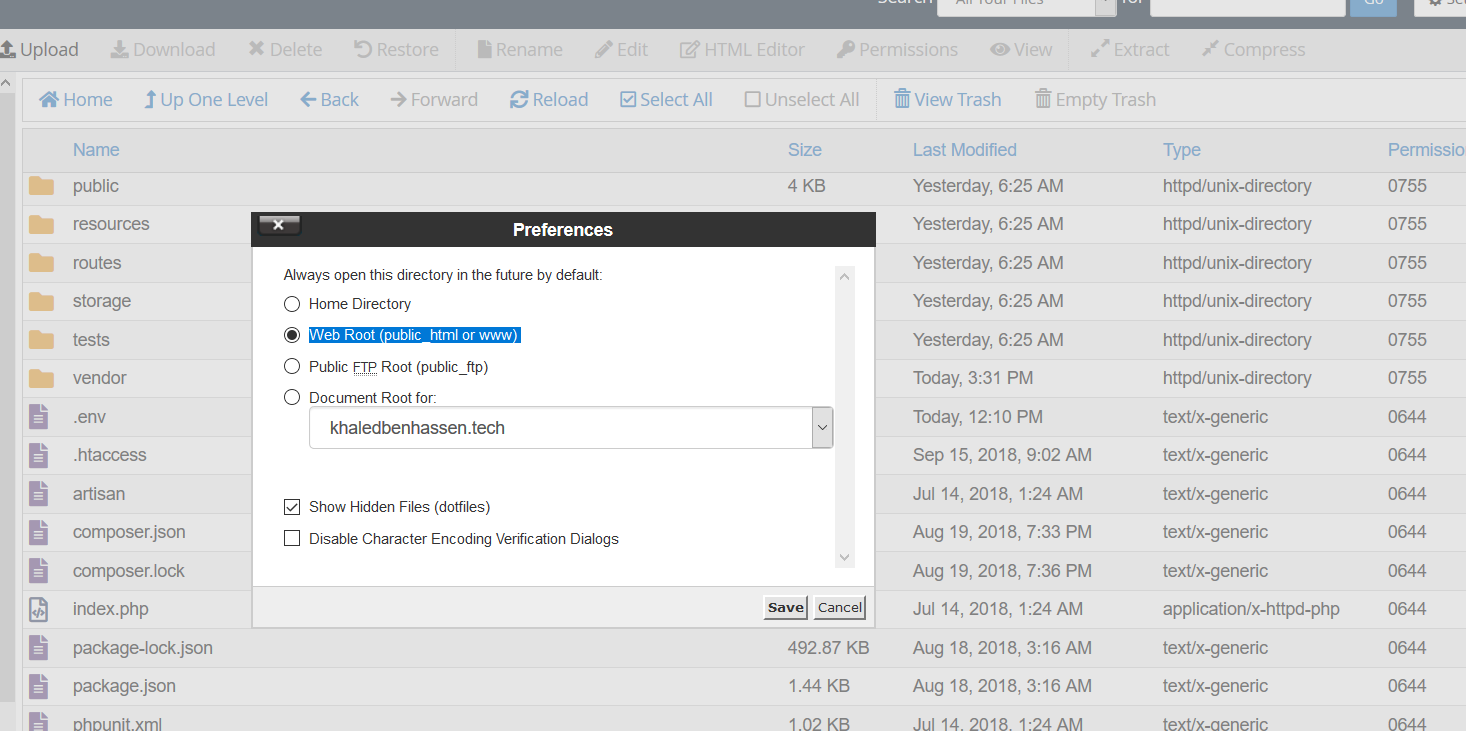 Search All Your Files for Go
Upload Download Delete Restore Rename Edit HTML Editor Permissions View Extract Compress
Home Up One Level Back Forward Reload Select All Unselect All View Trash Empty Trash
Name Size Last Modified Type Permissio
public 4 KB Yesterday, 6:25 AM httpd/unix-directory 0755
resources Yesterday, 6:25 AM httpd/unix-directory 0755
routes Yesterday, 6:25 AM httpd/unix-directory 0755
storage Yesterday, 6:25 AM httpd/unix-directory 0755
tests Yesterday, 6:25 AM httpd/unix-directory 0755
vendor Today, 3:31 PM httpd/unix-directory 0755
.env Today, 12:10 PM text/x-generic 0644
.htaccess Sep 15, 2018, 9:02 AM text/x-generic 0644
artisan Jul 14, 2018, 1:24 AM text/x-generic 0644
composer.json Aug 19, 2018, 7:33 PM text/x-generic 0644
composer.lock Aug 19, 2018, 7:36 PM text/x-generic 0644
index.php Jul 14, 2018, 1:24 AM application/x-httpd-php 0644
package-lock.json 492.87 KB Aug 18, 2018, 3:16 AM text/x-generic 0644
package.json 1.44 KB Aug 18, 2018, 3:16 AM text/x-generic 0644
phpunit.xml 1.02 KB Jul 14, 2018, 1:24 AM text/x-generic 0644
Preferences
Always open this directory in the future by default:
Home Directory
Web Root (public_html or www)
Public FTP Root (public_ftp)
Document Root for:
khaledbenhassen.tech
Show Hidden Files (dotfiles)
Disable Character Encoding Verification Dialogs
Save Cancel